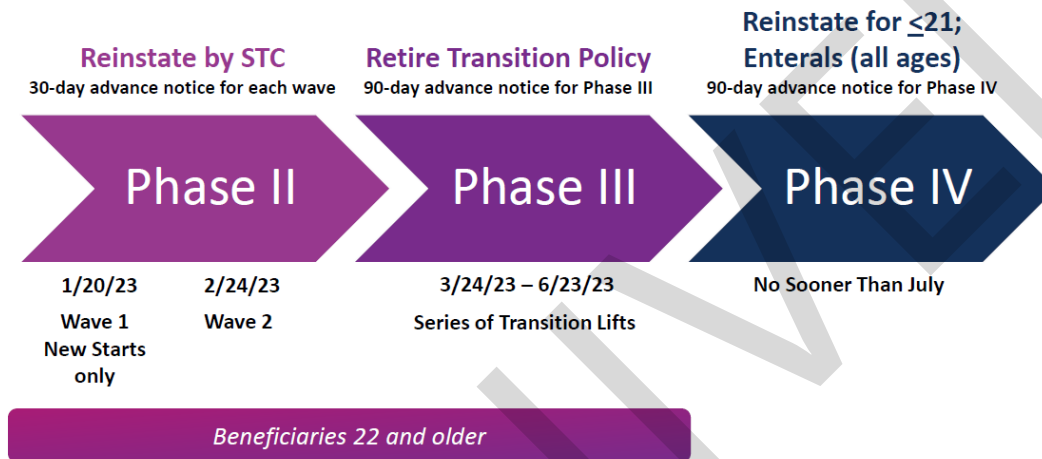 Reinstate by STC
30-day advance notice for each wave
Retire Transition Policy
90-day advance notice for Phase III
Reinstate for <21;
Enterals (all ages)
90-day advance notice for Phase IV
Phase II
Phase III
Phase IV
1/20/23
Wave 1
New Starts
only
2/24/23
Wave 2
3/24/23 – 6/23/23
Series of Transition Lifts
No Sooner Than July
Beneficiaries 22 and older